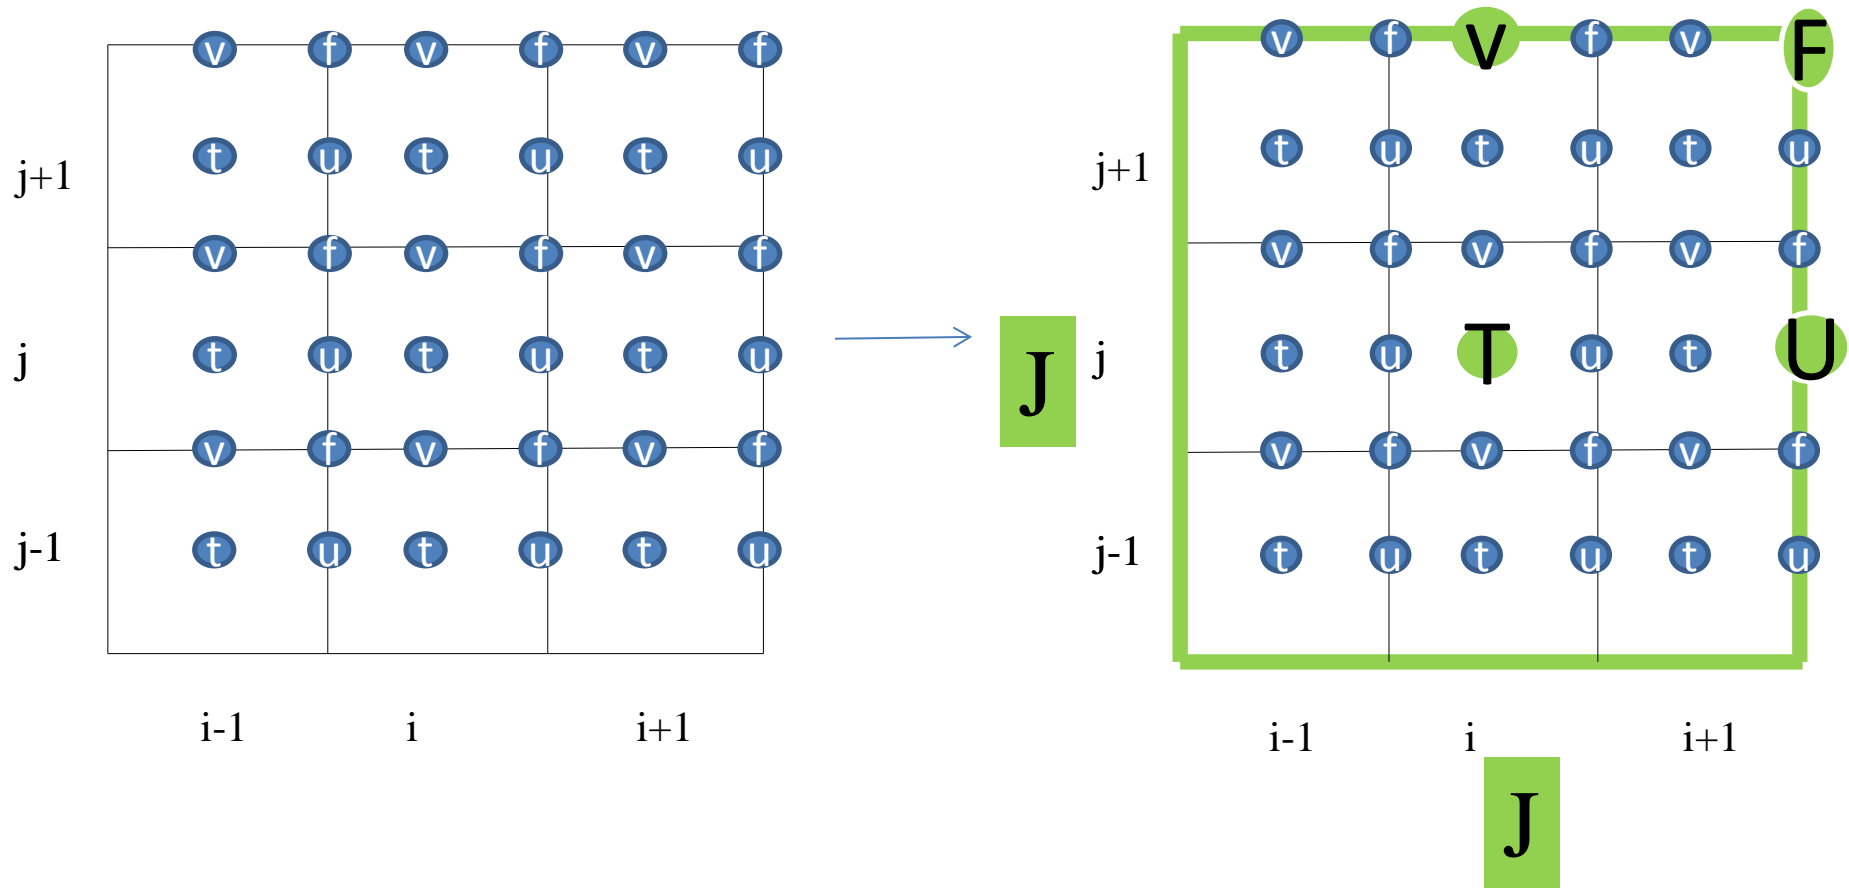 v f v f v f
j+1 t u t u t u
v f v f v f
j t u t u t u
v f v f v f
j-1 t u t u t u
i-1 i i+1
v f v f v F
j+1 t u t u t u
v f v f v f
J j t u T u t U
v f v f v f
j-1 t u t u t u
i-1 i i+1
J